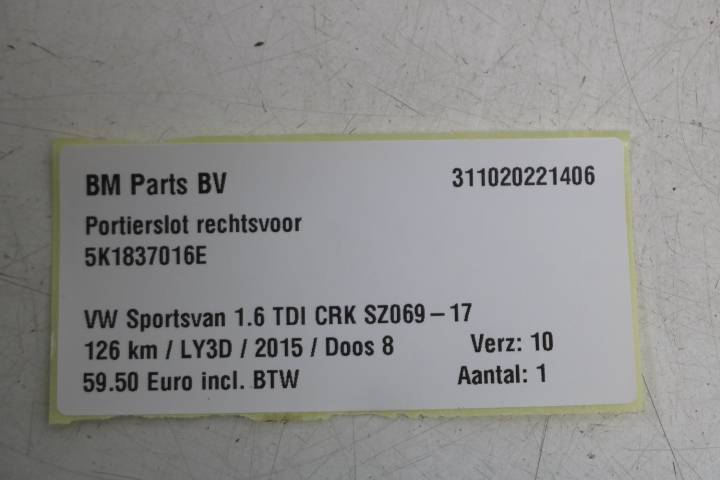 BM Parts BV 311020221406
Portierslot rechtsvoor
5K1837016E
VW Sportsvan 1.6 TDI CRK SZ069-17
126 km / LY3D / 2015 / Doos 8 Verz: 10
59.50 Euro incl. BTW Aantal: 1